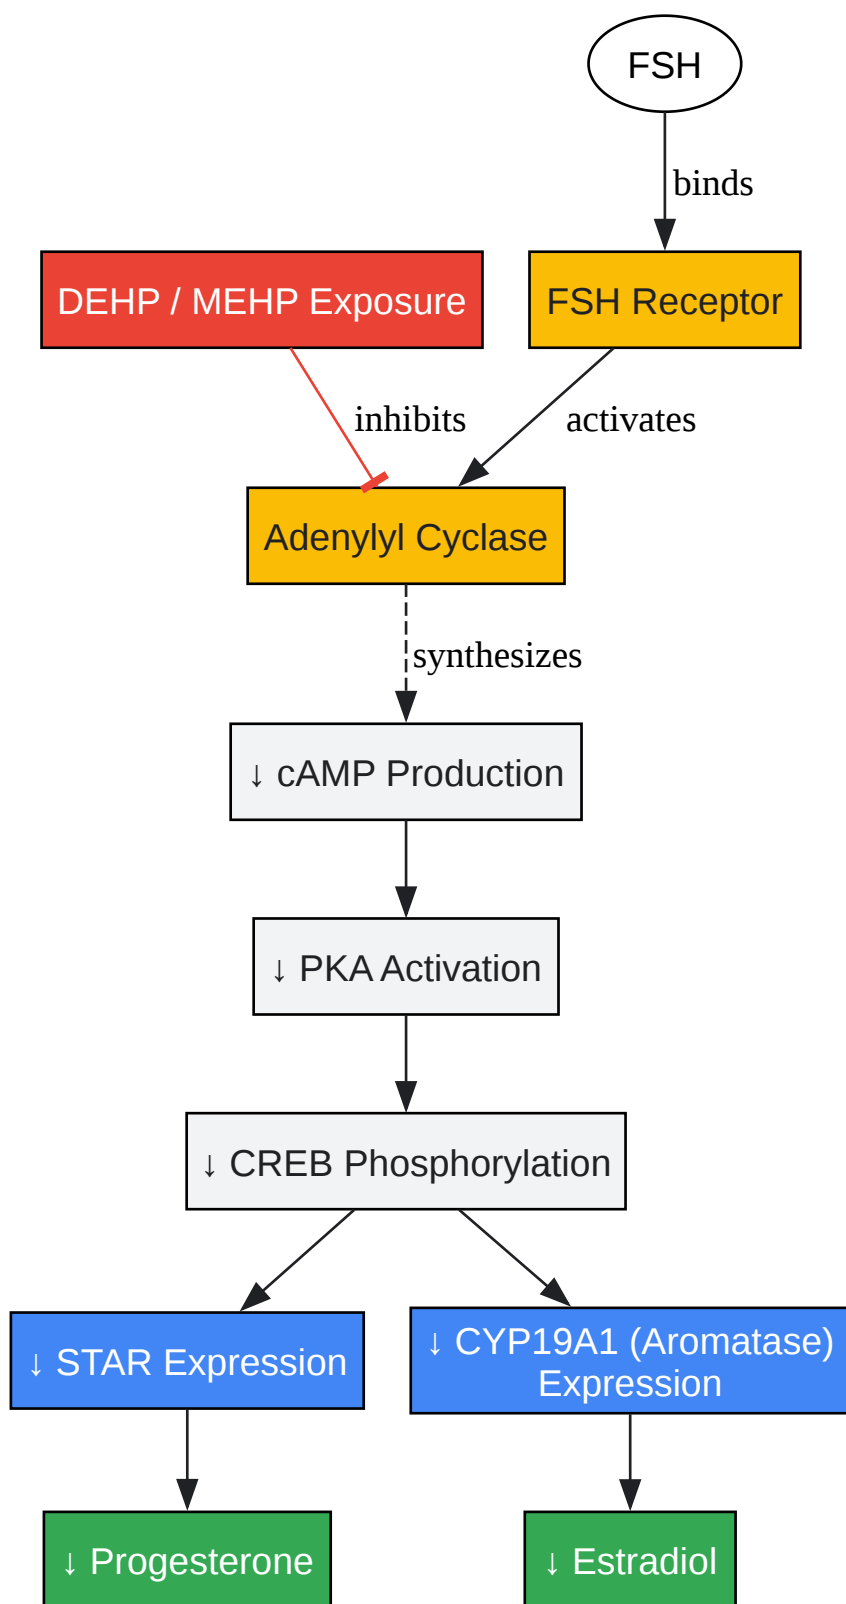 FSH
binds
DEHP / MEHP Exposure
FSH Receptor
inhibits
activates
Adenylyl Cyclase
synthesizes
↓ cAMP Production
↓ PKA Activation
↓ CREB Phosphorylation
↓ STAR Expression
↓ CYP19A1 (Aromatase)
Expression
↓ Progesterone
↓ Estradiol